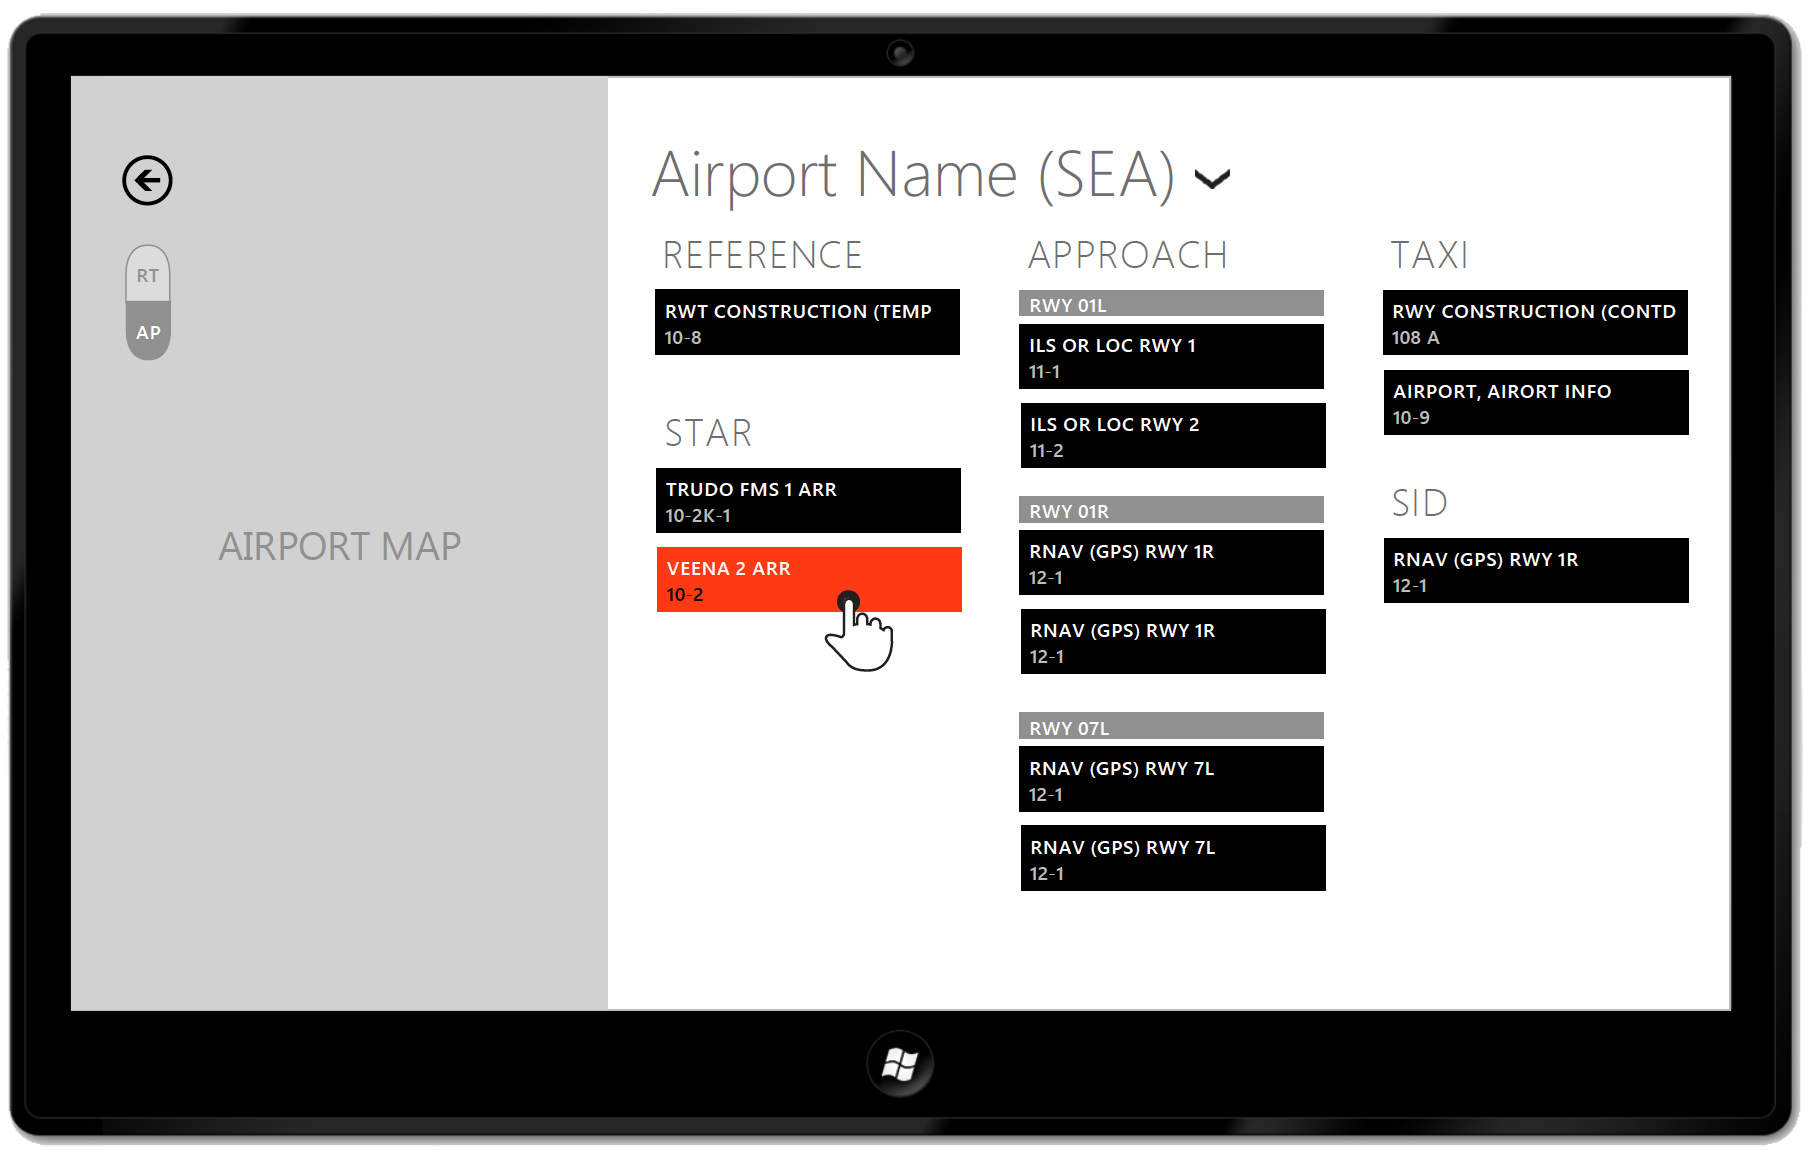 RT
AP
AIRPORT MAP
Airport Name (SEA)
REFERENCE
RWT CONSTRUCTION (TEMP
10-8
STAR
TRUDO FMS 1 ARR
10-2K-1
VEENA 2 ARR
10-2
APPROACH
RWY 01L
ILS OR LOC RWY 1
11-1
ILS OR LOC RWY 2
11-2
RWY 01R
RNAV (GPS) RWY 1R
12-1
RNAV (GPS) RWY 1R
12-1
RWY 07L
RNAV (GPS) RWY 7L
12-1
RNAV (GPS) RWY 7L
12-1
TAXI
RWY CONSTRUCTION (CONTD
108 A
AIRPORT, AIRORT INFO
10-9
SID
RNAV (GPS) RWY 1R
12-1